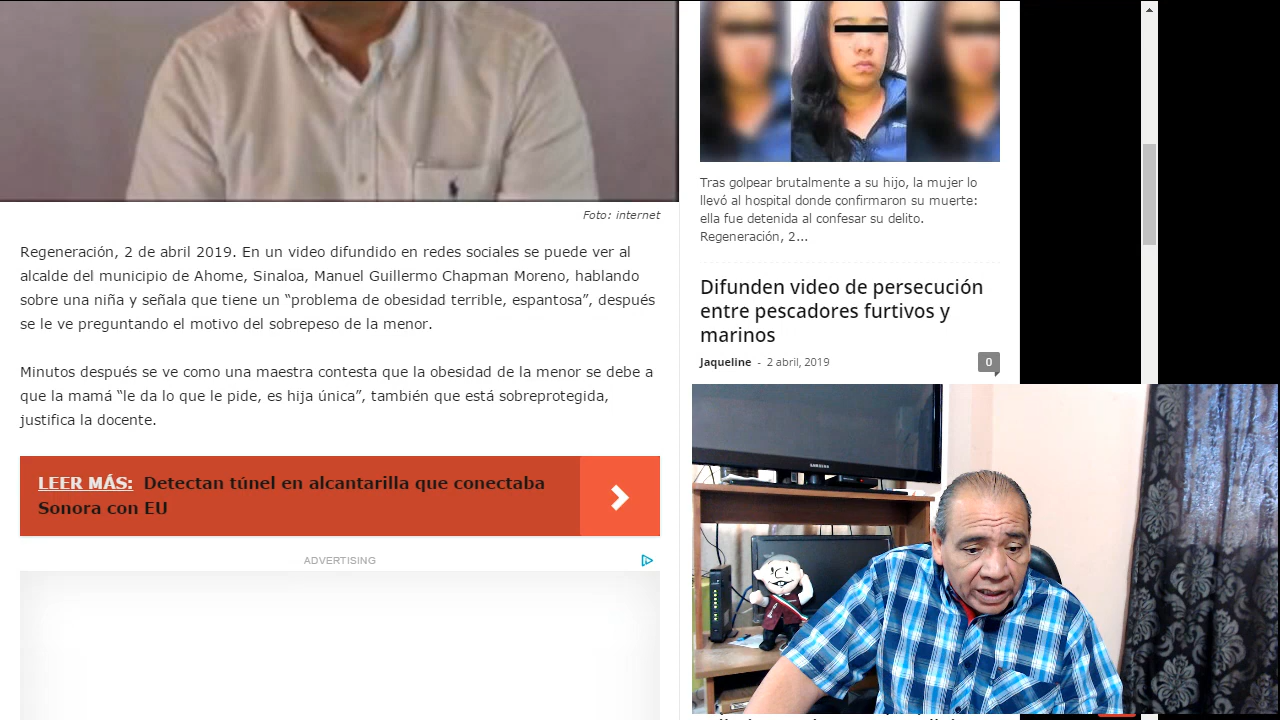 Foto: internet
Regeneración, 2 de abril 2019. En un video difundido en redes sociales se puede ver al
alcalde del municipio de Ahome, Sinaloa, Manuel Guillermo Chapman Moreno, hablando
sobre una niña y señala que tiene un “problema de obesidad terrible, espantosa”, después
se le ve preguntando el motivo del sobrepeso de la menor.
Minutos después se ve como una maestra contesta que la obesidad de la menor se debe a
que la mamá “le da lo que le pide, es hija única”, también que está sobreprotegida,
justifica la docente.
LEER MÁS: Detectan túnel en alcantarilla que conectaba
Sonora con EU
ADVERTISING
Tras golpear brutalmente a su hijo, la mujer lo
llevó al hospital donde confirmaron su muerte:
ella fue detenida al confesar su delito.
Regeneración, 2...
Difunden video de persecución
entre pescadores furtivos y
marinos
Jaqueline - 2 abril, 2019
0
SAMSUNG